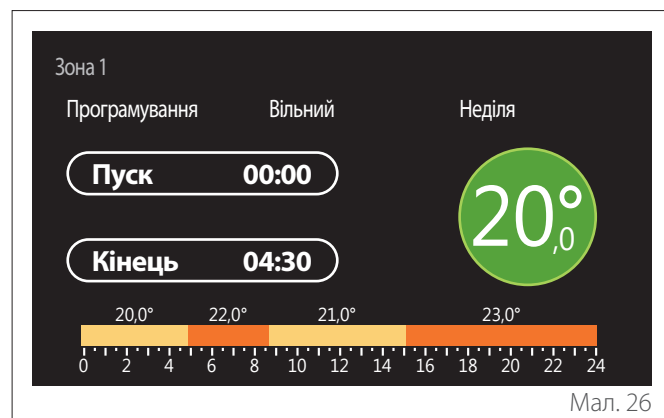 Зона 1
Програмування Вільний Неділя
Пуск 00:00
20,0°
Кінець 04:30
20,0° 22,0° 21,0° 23,0°
0 2 4 6 8 10 12 14 16 18 20 22 24
Мал. 26